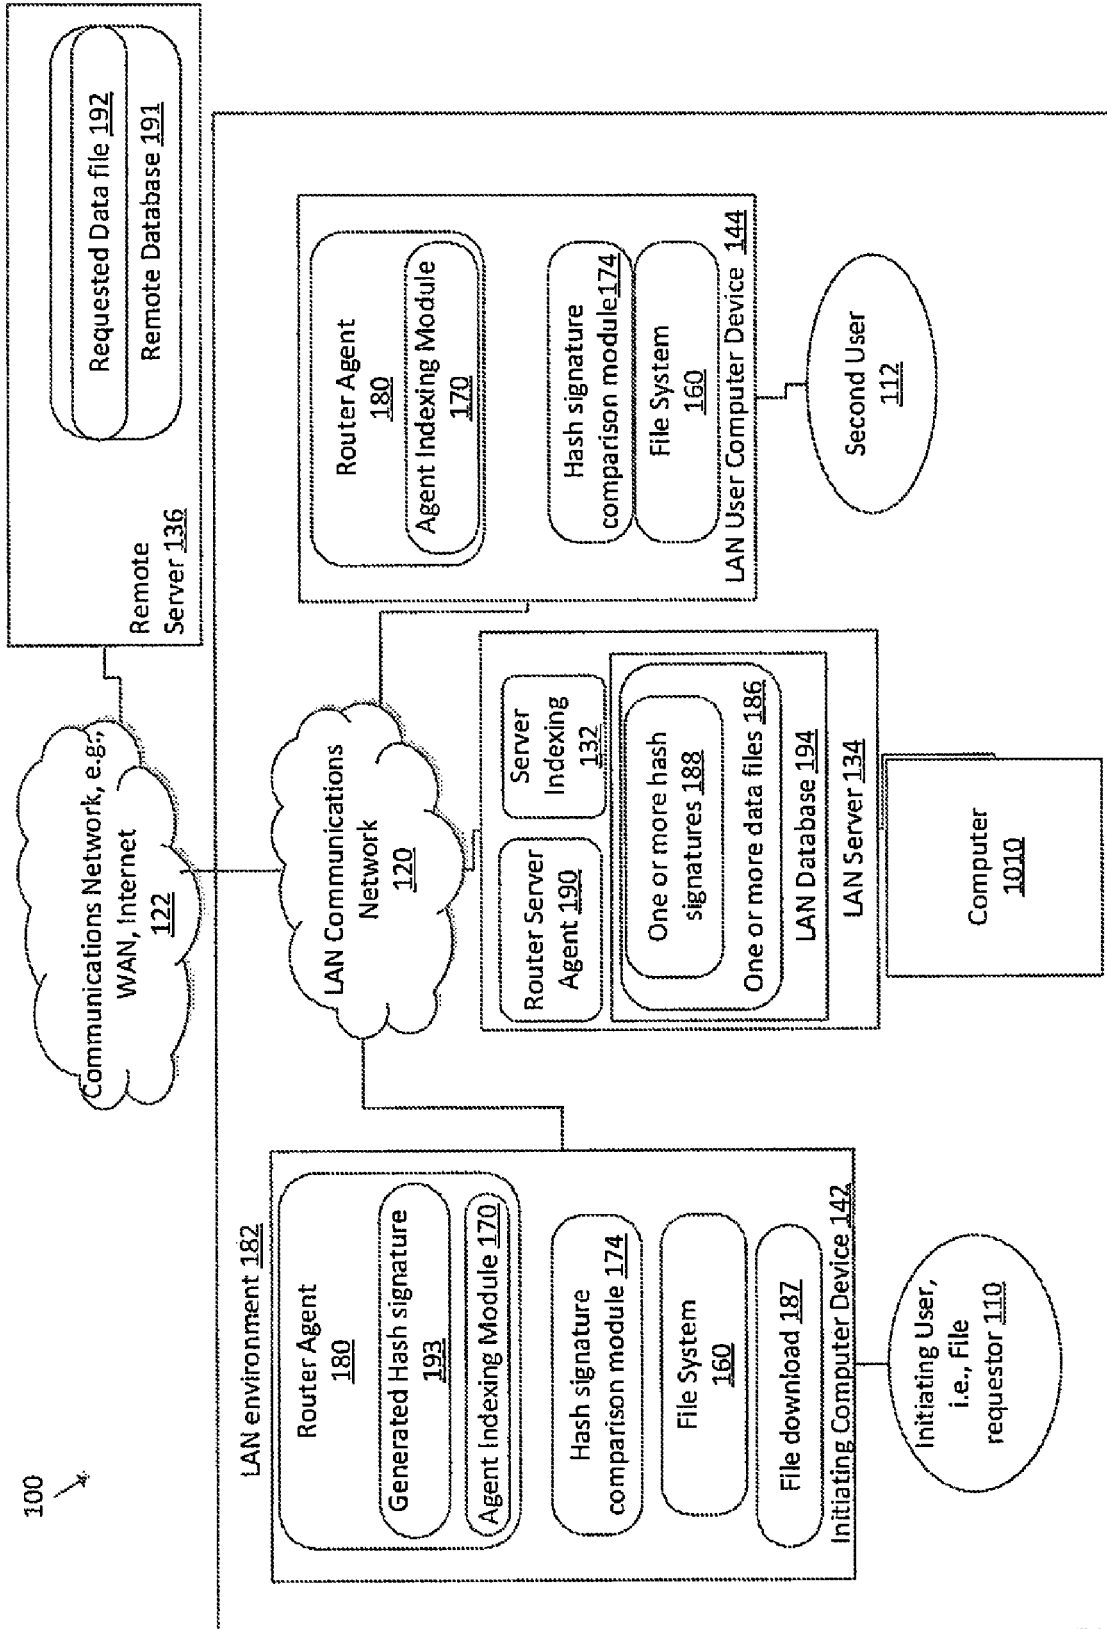 100
Communications Network, e.g.,
WAN, Internet
122
Remote
Server 136
Requested Data file 192
Remote Database 191
LAN environment 182
Router Agent
180
Generated Hash signature
193
Agent Indexing Module 170
Hash signature
comparison module 174
File System
160
File download 187
Initiating Computer Device 142
Initiating User,
i.e., File
requestor 110
LAN Communications
Network
120
Router Server
Agent 190
Server
Indexing
132
One or more hash
signatures 188
One or more data files 186
LAN Database 194
LAN Server 134
Computer
1010
Router Agent
180
Agent Indexing Module
170
Hash signature
comparison module174
File System
160
LAN User Computer Device 144
Second User
112